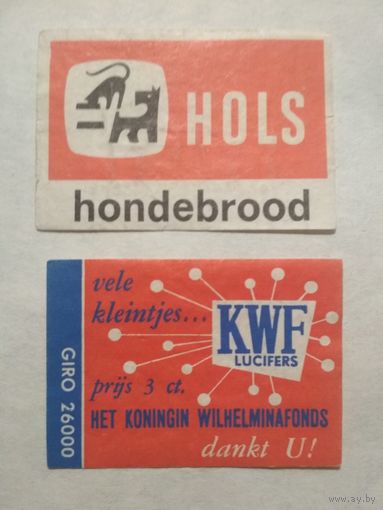 HOLS
hondebrood
vele
kleintjes...
KWF
LUCIFERS
prijs 3 ct.
HET KONINGIN WILHELMINAFONDS
dankt U!
GIRO 26000
www.ay.by